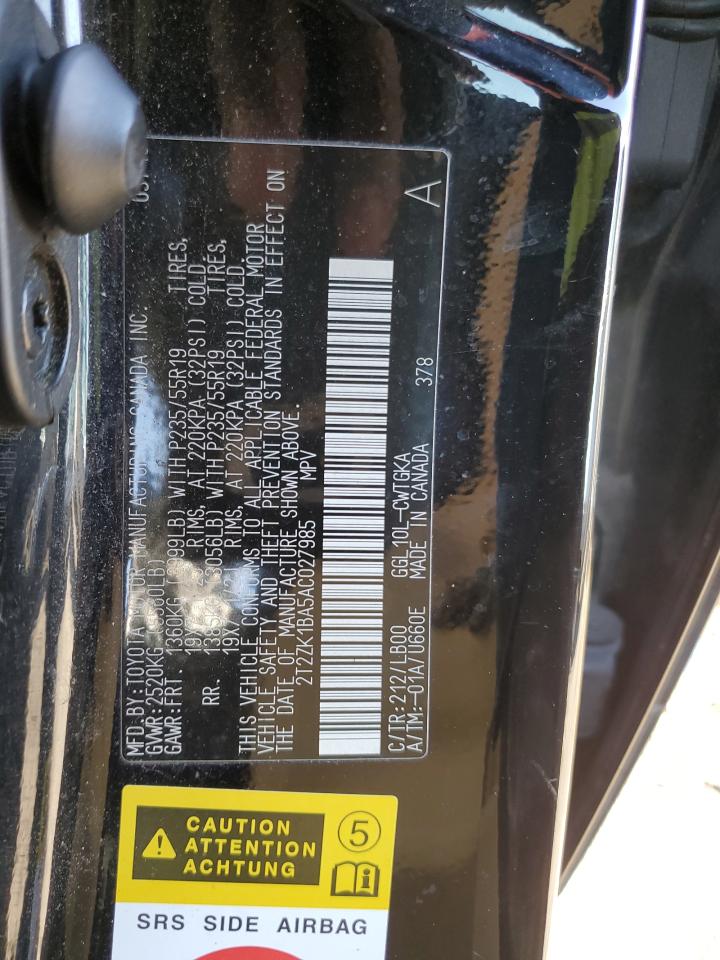 MFD.BY:TOYOTA MOTOR MANUFACTURING CANADA INC.
GVWR:2520KG
GAWR:FRT. 1360KG WITH P235/55R19 TIRES,
RIMS, AT 220KPA (32PSI) COLD
RR. WITH P235/55R19 TIRES,
RIMS, AT 220KPA (32PSI) COLD
THIS VEHICLE CONFORMS TO ALL APPLICABLE FEDERAL MOTOR
VEHICLE SAFETY AND THEFT PREVENTION STANDARDS IN EFFECT ON
THE DATE OF MANUFACTURE SHOWN ABOVE.
2T2ZK1BA5AC027985 MPV
A
C/TR:212/LB00 GGL10L-CWTGKA
A/TM:-01A/U660E MADE IN CANADA 378
CAUTION
ATTENTION
ACHTUNG
5
SRS SIDE AIRBAG